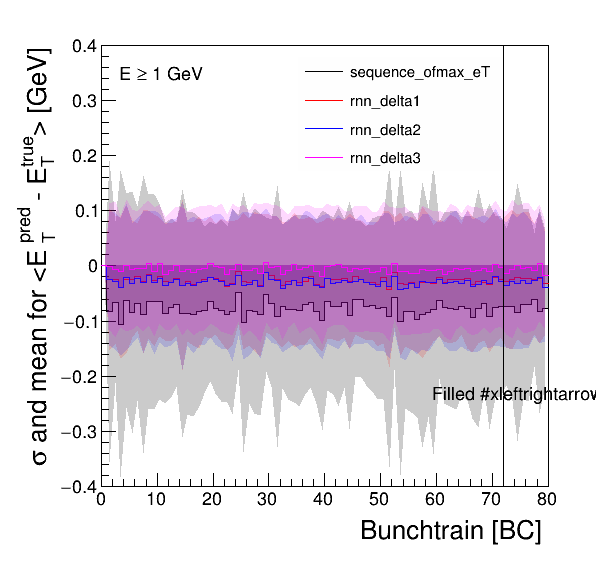 σ and mean for <E_T^pred - E_T^true> [GeV]
0.4
0.3
0.2
0.1
0
−0.1
−0.2
−0.3
−0.4
E ≥ 1 GeV
sequence_ofmax_eT
rnn_delta1
rnn_delta2
rnn_delta3
Filled #xleftrightarrow
0 10 20 30 40 50 60 70 80
Bunchtrain [BC]